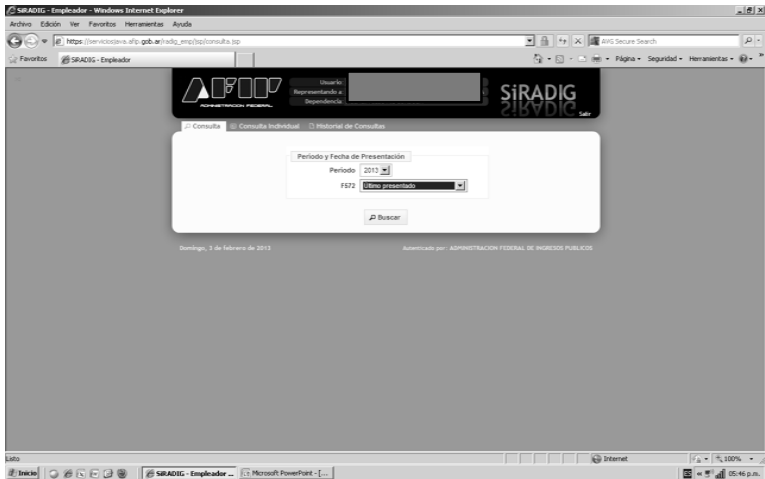 SiRADIG - Empleador - Windows Internet Explorer
Archivo Edición Ver Favoritos Herramientas Ayuda
https://serviciosjava.afip.gob.ar/radig_emp/jsp/consulta.jsp
AVG Secure Search
Favoritos
SiRADIG - Empleador
Página Seguridad Herramientas
AFIP
ADMINISTRACION FEDERAL
Usuario
Representando a
Dependencia
SiRADIG
Salir
Consulta Consulta Individual Historial de Consultas
Periodo y Fecha de Presentación
Periodo 2013
F572 Ultimo presentado
Buscar
Domingo, 3 de febrero de 2013
Autenticado por: ADMINISTRACION FEDERAL DE INGRESOS PUBLICOS
Listo
Internet
100%
Inicio
SiRADIG - Empleador ...
Microsoft PowerPoint - [...
05:46 p.m.